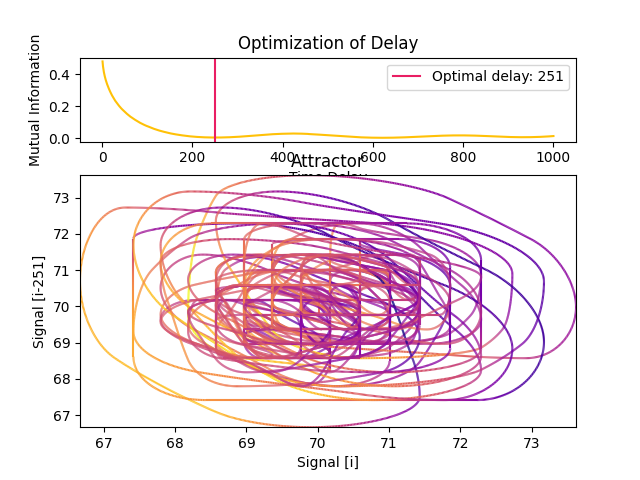 Optimization of Delay
Mutual Information
0.4
0.2
0.0
Optimal delay: 251
0 200 400 600 800 1000
Attractor
Signal [i-251]
73
72
71
70
69
68
67
67 68 69 70 71 72 73
Signal [i]